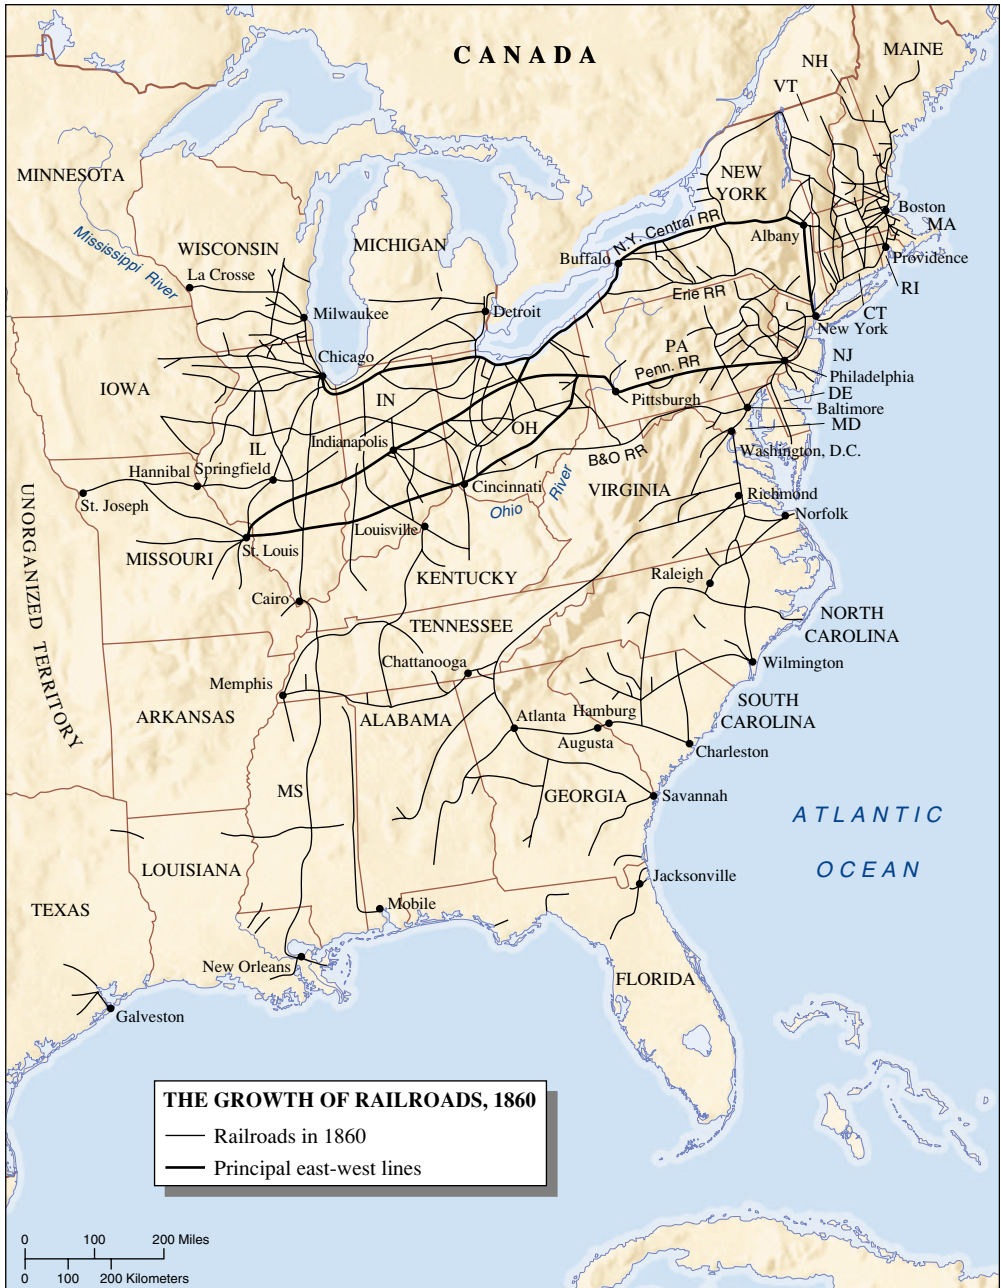 CANADA
MAINE
NH
VT
MINNESOTA
NEW
YORK
Boston
MA
N.Y. Central RR
Albany
Mississippi River
WISCONSIN
MICHIGAN
La Crosse
Buffalo
Providence
RI
Erie RR
Milwaukee
Detroit
CT
New York
Chicago
PA
NJ
Penn. RR
Philadelphia
IOWA
IN
Pittsburgh
DE
Baltimore
MD
OH
Indianapolis
IL
Washington, D.C.
B&O RR
Hannibal
Springfield
River
Cincinnati
VIRGINIA
Richmond
St. Joseph
Ohio
Norfolk
Louisville
UNORGANIZED TERRITORY
MISSOURI
St. Louis
Raleigh
KENTUCKY
Cairo
NORTH
CAROLINA
TENNESSEE
Chattanooga
Wilmington
Memphis
SOUTH
CAROLINA
ARKANSAS
ALABAMA
Atlanta
Hamburg
Augusta
Charleston
MS
GEORGIA
Savannah
ATLANTIC
OCEAN
LOUISIANA
Jacksonville
TEXAS
Mobile
New Orleans
FLORIDA
Galveston
THE GROWTH OF RAILROADS, 1860
Railroads in 1860
Principal east-west lines
0 100 200 Miles
0 100 200 Kilometers